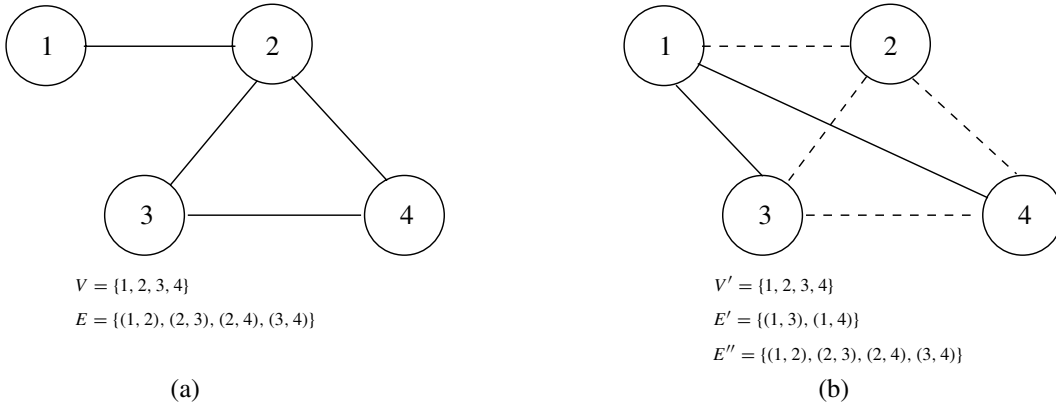 1
2
3
4
V = {1, 2, 3, 4}
E = {(1, 2), (2, 3), (2, 4), (3, 4)}
(a)
1
2
3
4
V′ = {1, 2, 3, 4}
E′ = {(1, 3), (1, 4)}
E″ = {(1, 2), (2, 3), (2, 4), (3, 4)}
(b)